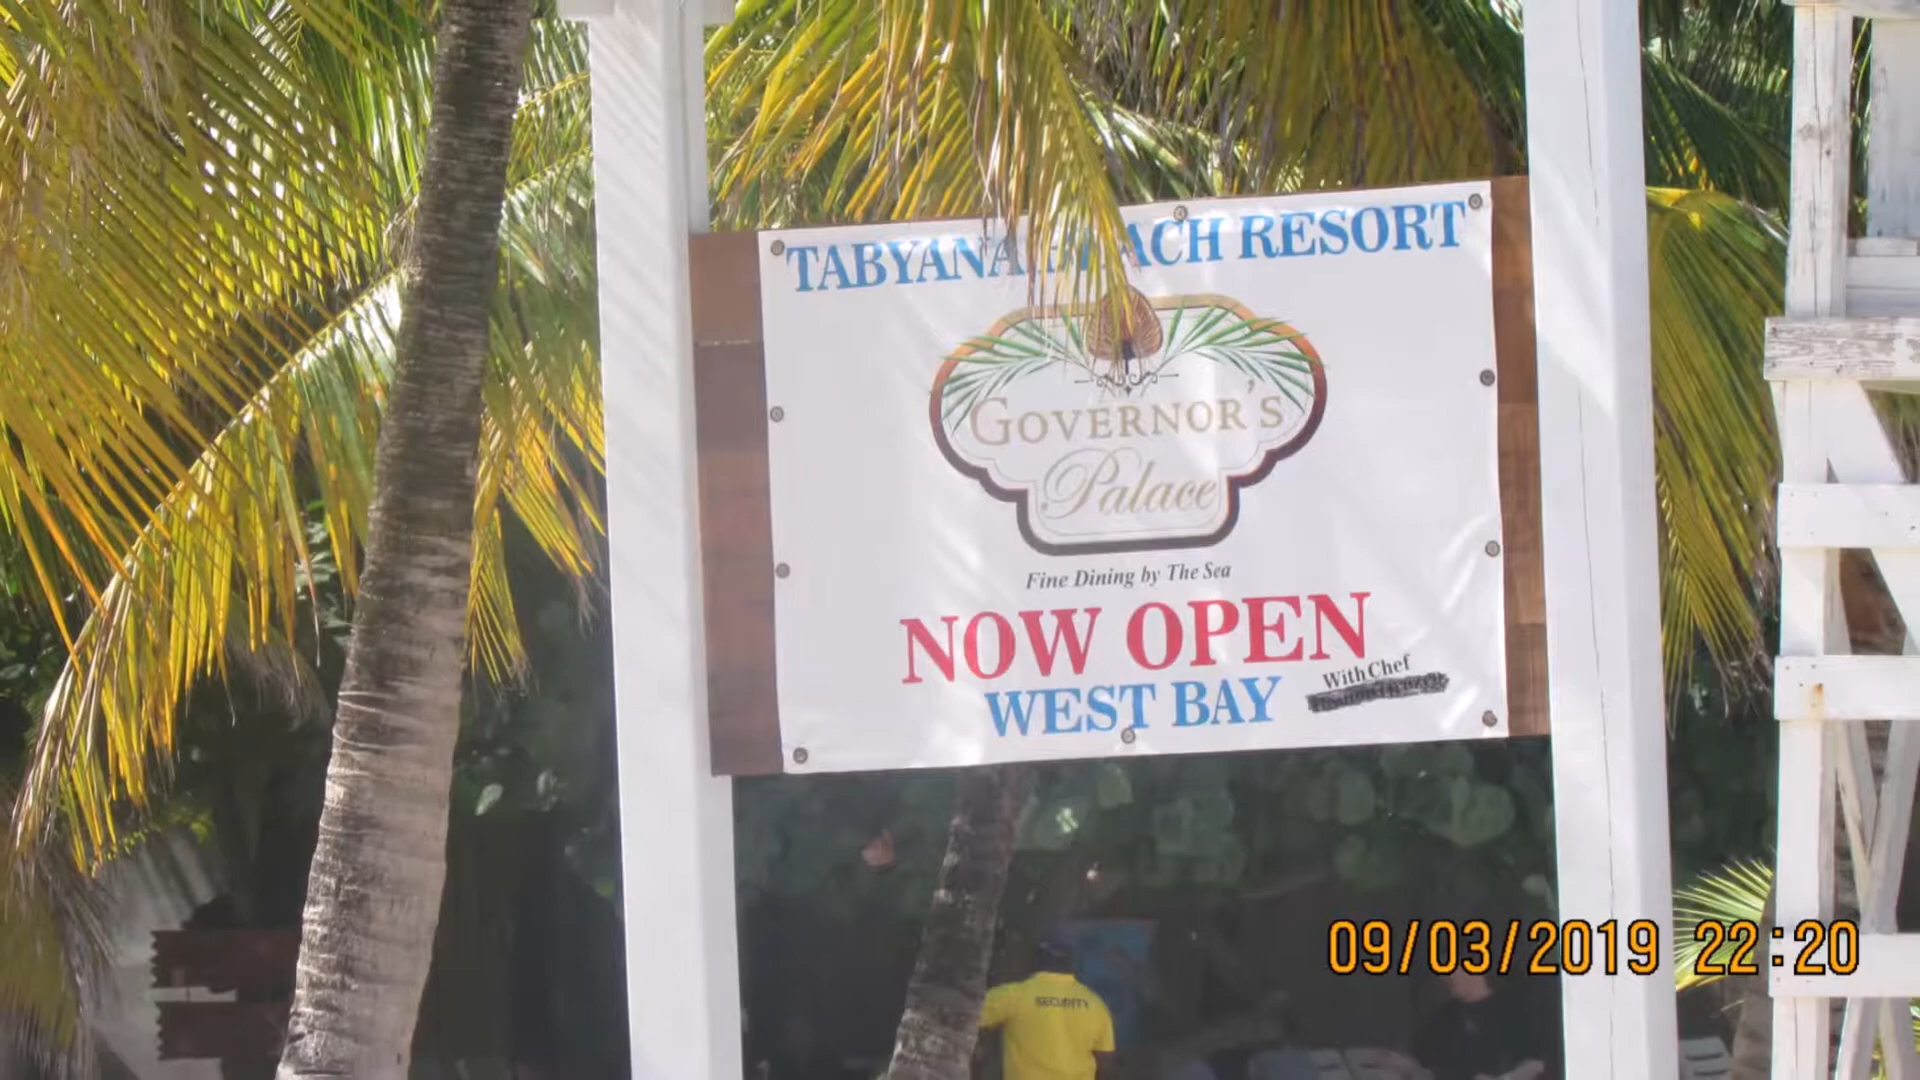 TABYANA BEACH RESORT
GOVERNOR'S
Palace
Fine Dining by The Sea
NOW OPEN
With Chef
WEST BAY
SECURITY
09/03/2019 22:20